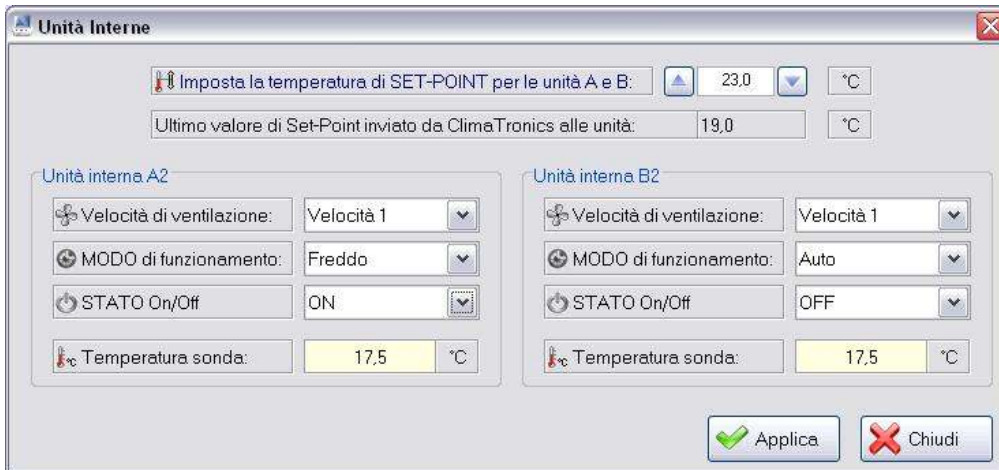 Unità Interne
Imposta la temperatura di SET-POINT per le unità A e B: 23,0 °C
Ultimo valore di Set-Point inviato da ClimaTronics alle unità: 19,0 °C
Unità interna A2
Velocità di ventilazione: Velocità 1
MODO di funzionamento: Freddo
STATO On/Off ON
°C Temperatura sonda: 17,5 °C
Unità interna B2
Velocità di ventilazione: Velocità 1
MODO di funzionamento: Auto
STATO On/Off OFF
°C Temperatura sonda: 17,5 °C
Applica
Chiudi